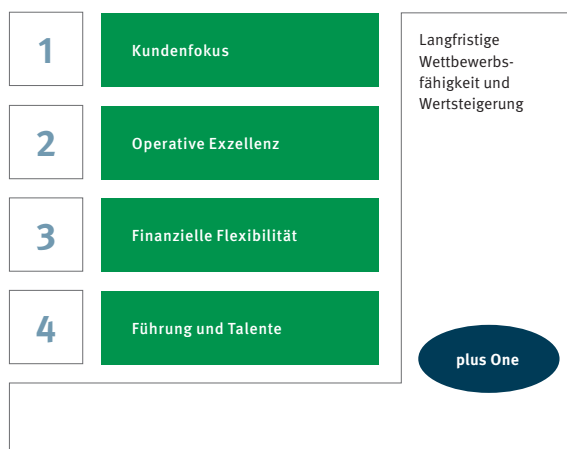 1
Kundenfokus
2
Operative Exzellenz
3
Finanzielle Flexibilität
4
Führung und Talente
Langfristige
Wettbewerbs-
fähigkeit und
Wertsteigerung
plus One